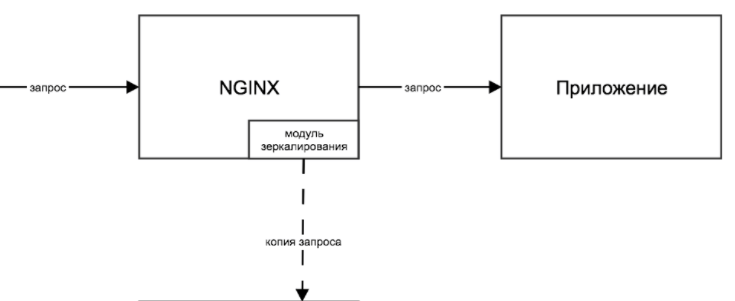 запрос
NGINX
запрос
Приложение
модуль
зеркалирования
копия запроса